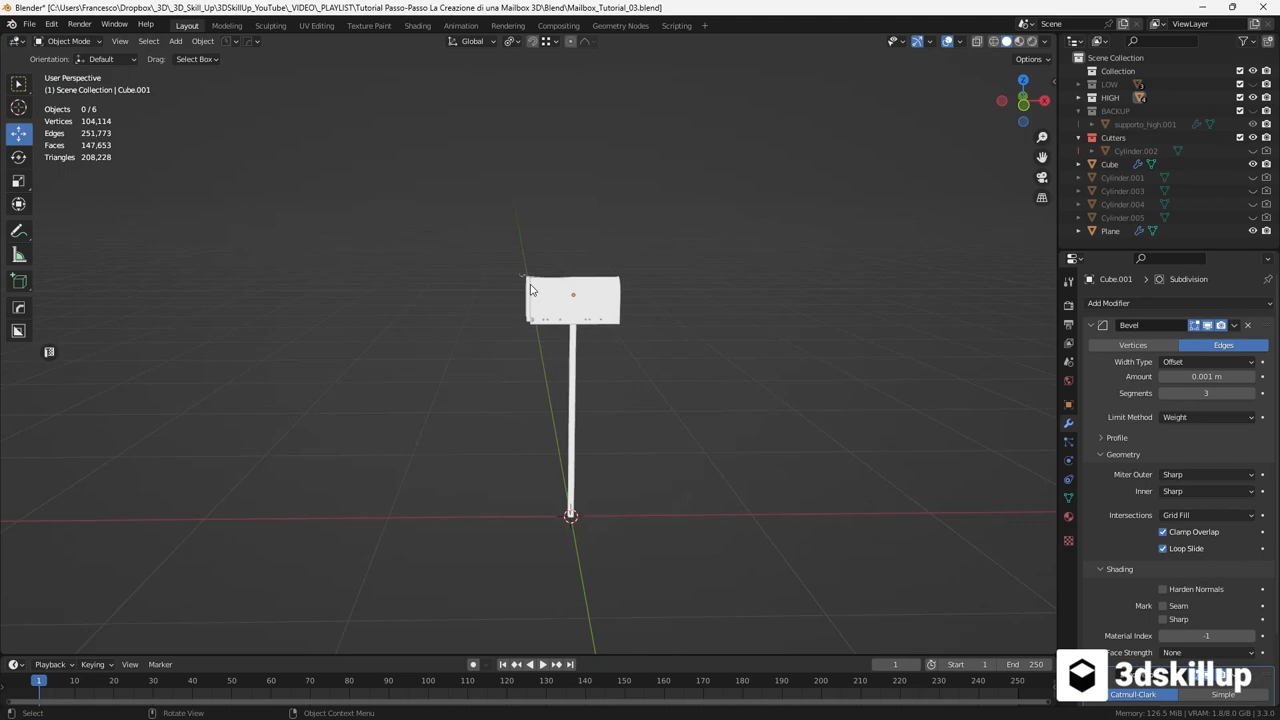 Blender* [C:\Users\Francesco\Dropbox\_3D\_3D_SkillUp\3DSkillUp_YouTube\_VIDEO\_PLAYLIST\Tutorial Passo-Passo La Creazione di una Mailbox 3D\Blend\Mailbox_Tutorial_03.blend]
File Edit Render Window Help Layout Modeling Sculpting UV Editing Texture Paint Shading Animation Rendering Compositing Geometry Nodes Scripting + Scene ViewLayer
Object Mode View Select Add Object Global
Orientation: Default Drag: Select Box Options
User Perspective
(1) Scene Collection | Cube.001
Objects 0 / 6
Vertices 104,114
Edges 251,773
Faces 147,653
Triangles 208,228
Z
X
Scene Collection
Collection
LOW 3
HIGH 4
BACKUP
supporto_high.001
Cutters
Cylinder.002
Cube
Cylinder.001
Cylinder.003
Cylinder.004
Cylinder.005
Plane
Cube.001 Subdivision
Add Modifier
Bevel
Vertices Edges
Width Type Offset
Amount 0.001 m
Segments 3
Limit Method Weight
Profile
Geometry
Miter Outer Sharp
Inner Sharp
Intersections Grid Fill
Clamp Overlap
Loop Slide
Shading
Harden Normals
Mark Seam
Sharp
Material Index -1
Face Strength None
3dskillup
Catmull-Clark Simple
Playback Keying View Marker 1 Start 1 End 250
1 10 20 30 40 50 60 70 80 90 100 110 120 130 140 150 160 170 180 190 200 210 220 230 240 250
Select Rotate View Object Context Menu Memory: 126.5 MiB | VRAM: 1.8/8.0 GiB | 3.3.0